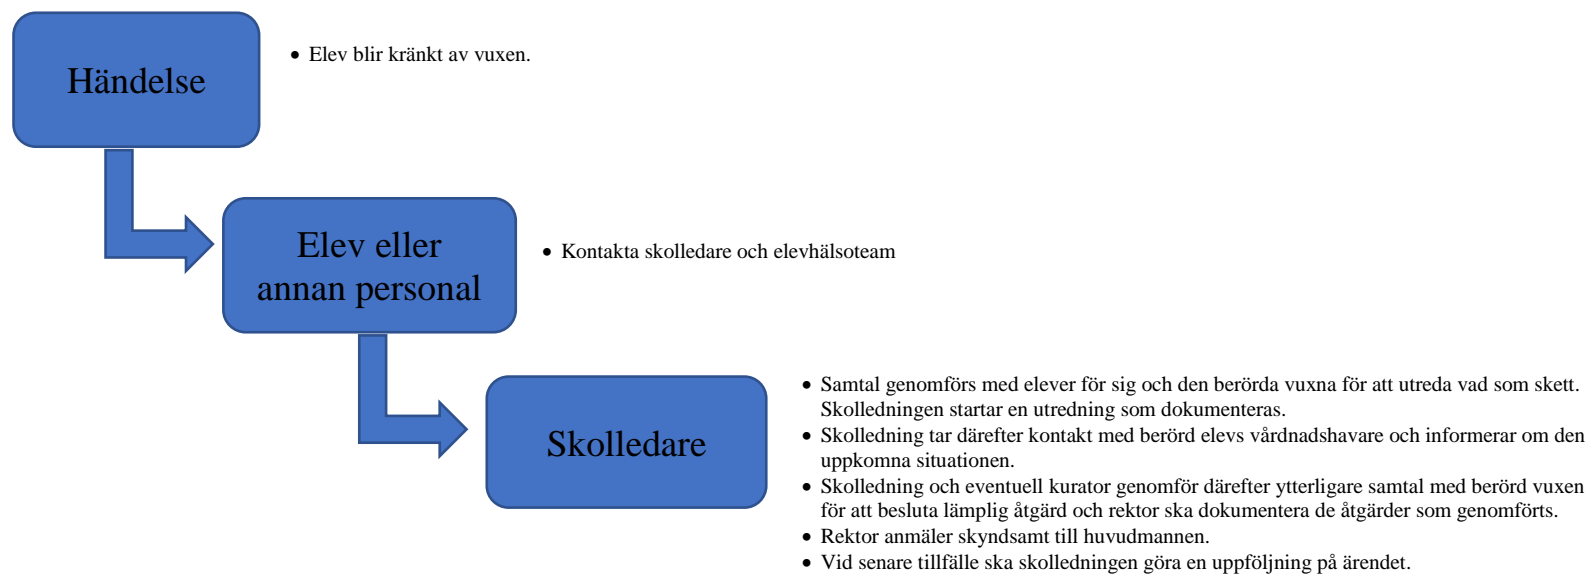 Händelse
• Elev blir kränkt av vuxen.
Elev eller
annan personal
• Kontakta skolledare och elevhälsoteam
Skolledare
• Samtal genomförs med elever för sig och den berörda vuxna för att utreda vad som skett.
Skolledningen startar en utredning som dokumenteras.
• Skolledning tar därefter kontakt med berörd elevs vårdnadshavare och informerar om den
uppkomna situationen.
• Skolledning och eventuell kurator genomför därefter ytterligare samtal med berörd vuxen
för att besluta lämplig åtgärd och rektor ska dokumentera de åtgärder som genomförts.
• Rektor anmäler skyndsamt till huvudmannen.
• Vid senare tillfälle ska skolledningen göra en uppföljning på ärendet.